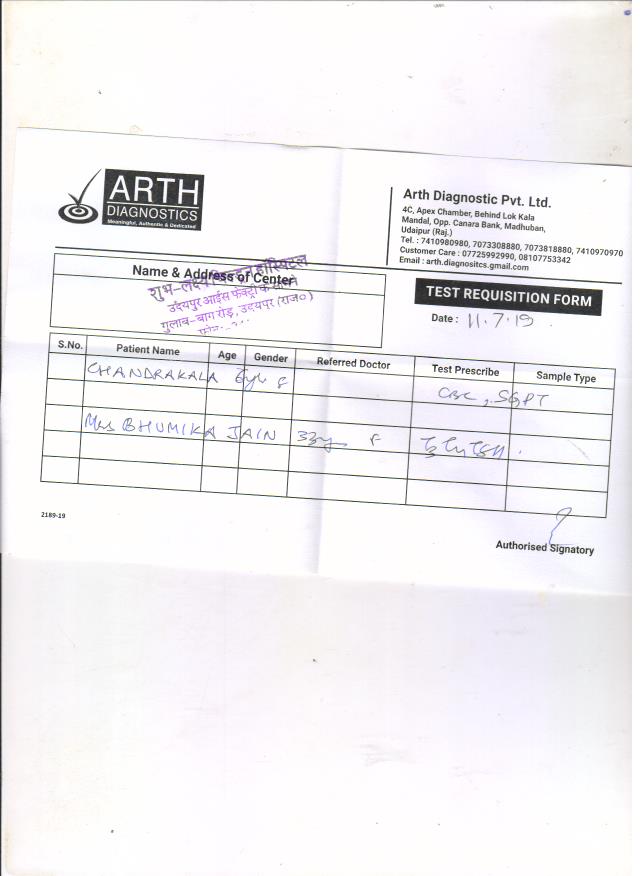 ARTH
DIAGNOSTICS
Meaningful, Authentic & Dedicated
Arth Diagnostic Pvt. Ltd.
4C, Apex Chamber, Behind Lok Kala
Mandal, Opp. Canara Bank, Madhuban,
Udaipur (Raj.)
Tel. : 7410980980, 7073308880, 7073818880, 7410970970
Customer Care : 07725992990, 08107753342
Email : arth.diagnositcs.gmail.com
Name & Address of Center
शुभ-लक्ष्य हॉस्पिटल
उदयपुर आईस फैक्ट्री के
गुलाब-बाग रोड़, उदयपुर (राज०)
TEST REQUISITION FORM
Date : 11.7.19
S.No. Patient Name Age Gender Referred Doctor Test Prescribe Sample Type
CHANDRAKALA F CBC, SGPT
Mrs BHUMIKA JAIN 33y F
2189-19
Authorised Signatory